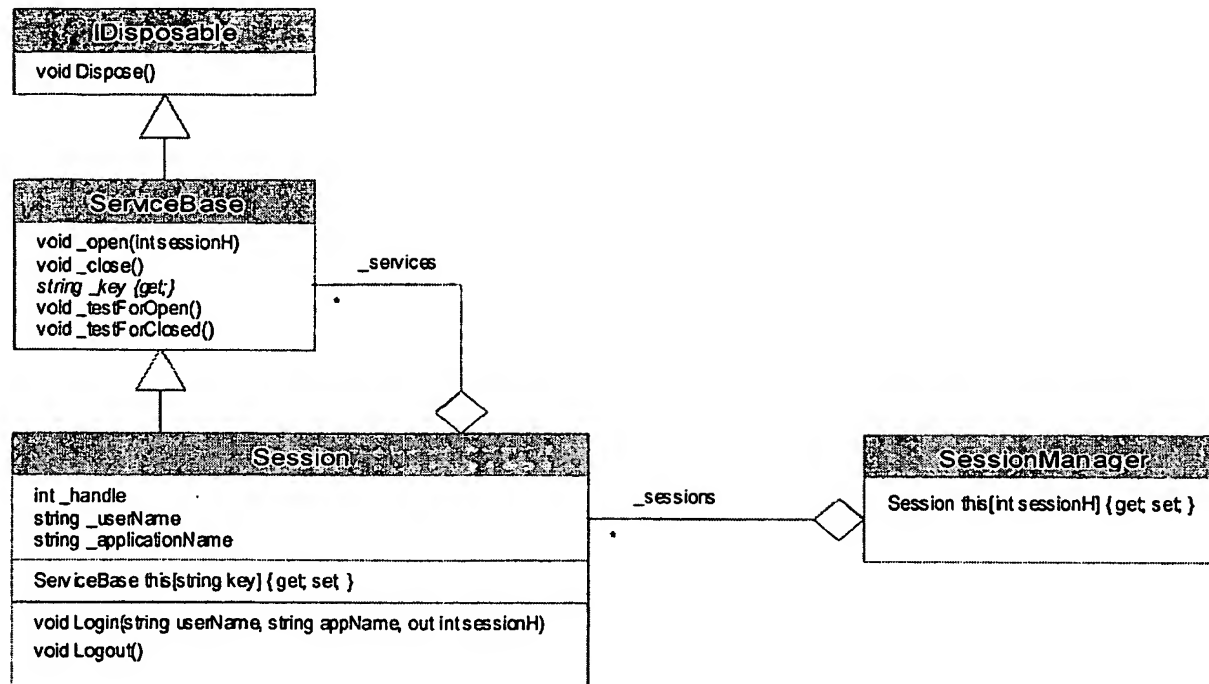 IDisposable
void Dispose()
ServiceBase
void _open(int sessionH)
void _close()
string _key {get;}
void _testForOpen()
void _testForClosed()
_services
*
Session
int _handle
string _userName
string _applicationName
ServiceBase this[string key] { get; set; }
void Login(string userName, string appName, out int sessionH)
void Logout()
_sessions
*
SessionManager
Session this[int sessionH] { get; set; }